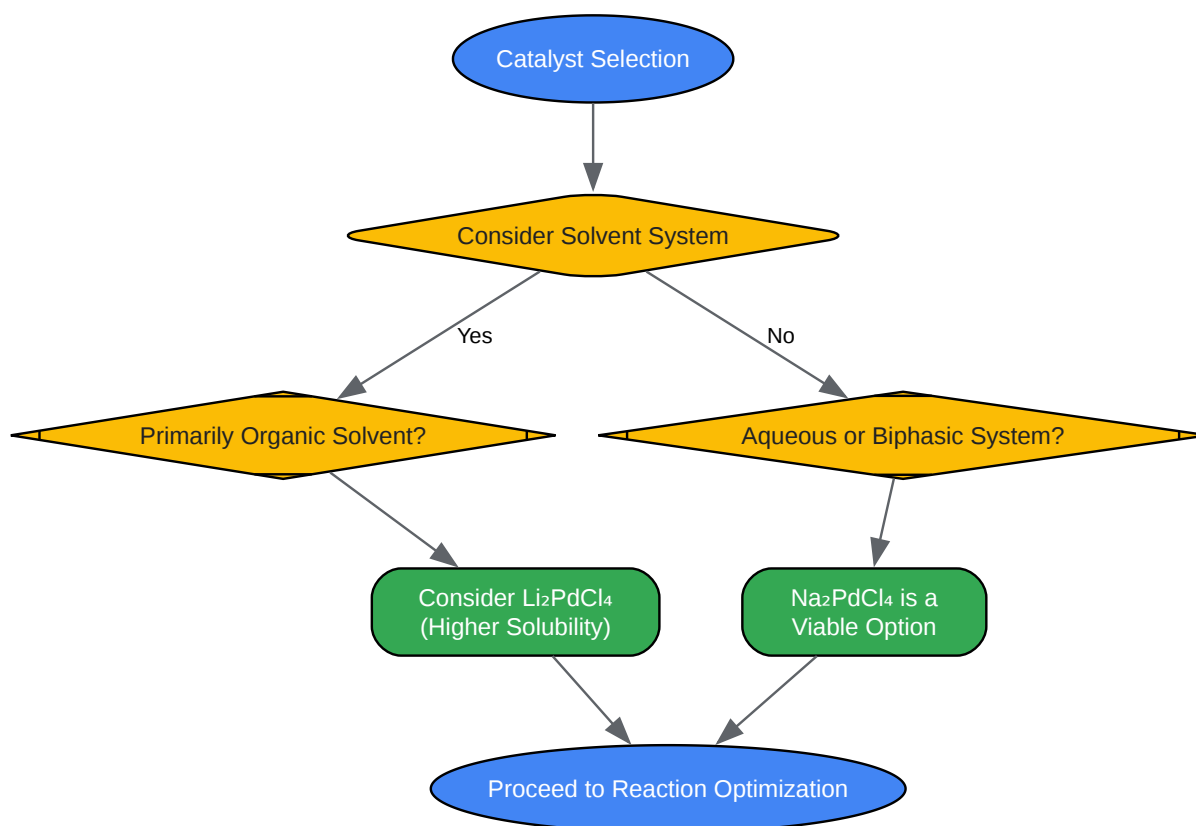 Catalyst Selection
Consider Solvent System
Yes
No
Primarily Organic Solvent?
Aqueous or Biphasic System?
Consider Li₂PdCl₄
(Higher Solubility)
Na₂PdCl₄ is a
Viable Option
Proceed to Reaction Optimization